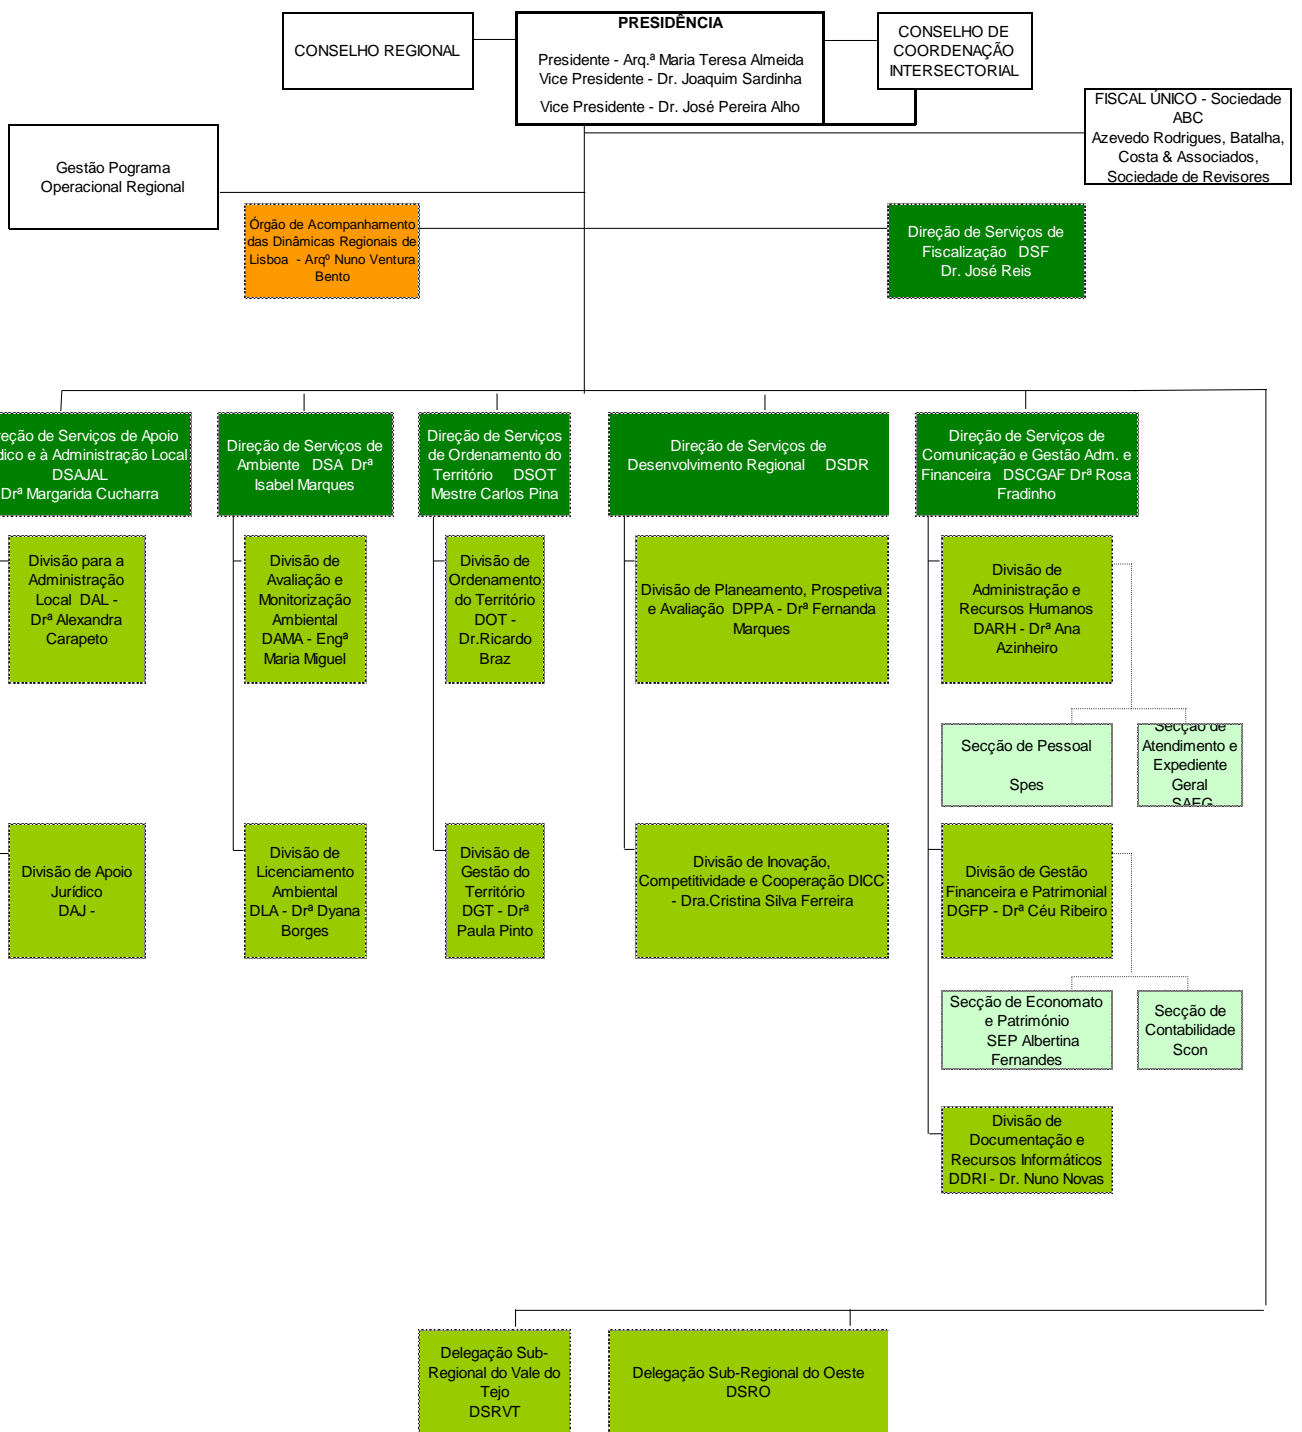 PRESIDÊNCIA
Presidente - Arq.ª Maria Teresa Almeida
Vice Presidente - Dr. Joaquim Sardinha
Vice Presidente - Dr. José Pereira Alho
CONSELHO REGIONAL
CONSELHO DE
COORDENAÇÃO
INTERSECTORIAL
FISCAL ÚNICO - Sociedade
ABC
Azevedo Rodrigues, Batalha,
Costa & Associados,
Sociedade de Revisores
Gestão Pograma
Operacional Regional
Órgão de Acompanhamento
das Dinâmicas Regionais de
Lisboa - Arqº Nuno Ventura
Bento
Direção de Serviços de
Fiscalização DSF
Dr. José Reis
reção de Serviços de Apoio
dico e à Administração Local
DSAJAL
Drª Margarida Cucharra
Direção de Serviços de
Ambiente DSA Drª
Isabel Marques
Direção de Serviços
de Ordenamento do
Território DSOT
Mestre Carlos Pina
Direção de Serviços de
Desenvolvimento Regional DSDR
Direção de Serviços de
Comunicação e Gestão Adm. e
Financeira DSCGAF Drª Rosa
Fradinho
Divisão para a
Administração
Local DAL -
Drª Alexandra
Carapeto
Divisão de
Avaliação e
Monitorização
Ambiental
DAMA - Engª
Maria Miguel
Divisão de
Ordenamento
do Território
DOT -
Dr.Ricardo
Braz
Divisão de Planeamento, Prospetiva
e Avaliação DPPA - Drª Fernanda
Marques
Divisão de
Administração e
Recursos Humanos
DARH - Drª Ana
Azinheiro
Secção de Pessoal
Spes
Secção de
Atendimento e
Expediente
Geral
SAEG
Divisão de Apoio
Jurídico
DAJ -
Divisão de
Licenciamento
Ambiental
DLA - Drª Dyana
Borges
Divisão de
Gestão do
Território
DGT - Drª
Paula Pinto
Divisão de Inovação,
Competitividade e Cooperação DICC
- Dra.Cristina Silva Ferreira
Divisão de Gestão
Financeira e Patrimonial
DGFP - Drª Céu Ribeiro
Secção de Economato
e Património
SEP Albertina
Fernandes
Secção de
Contabilidade
Scon
Divisão de
Documentação e
Recursos Informáticos
DDRI - Dr. Nuno Novas
Delegação Sub-
Regional do Vale do
Tejo
DSRVT
Delegação Sub-Regional do Oeste
DSRO